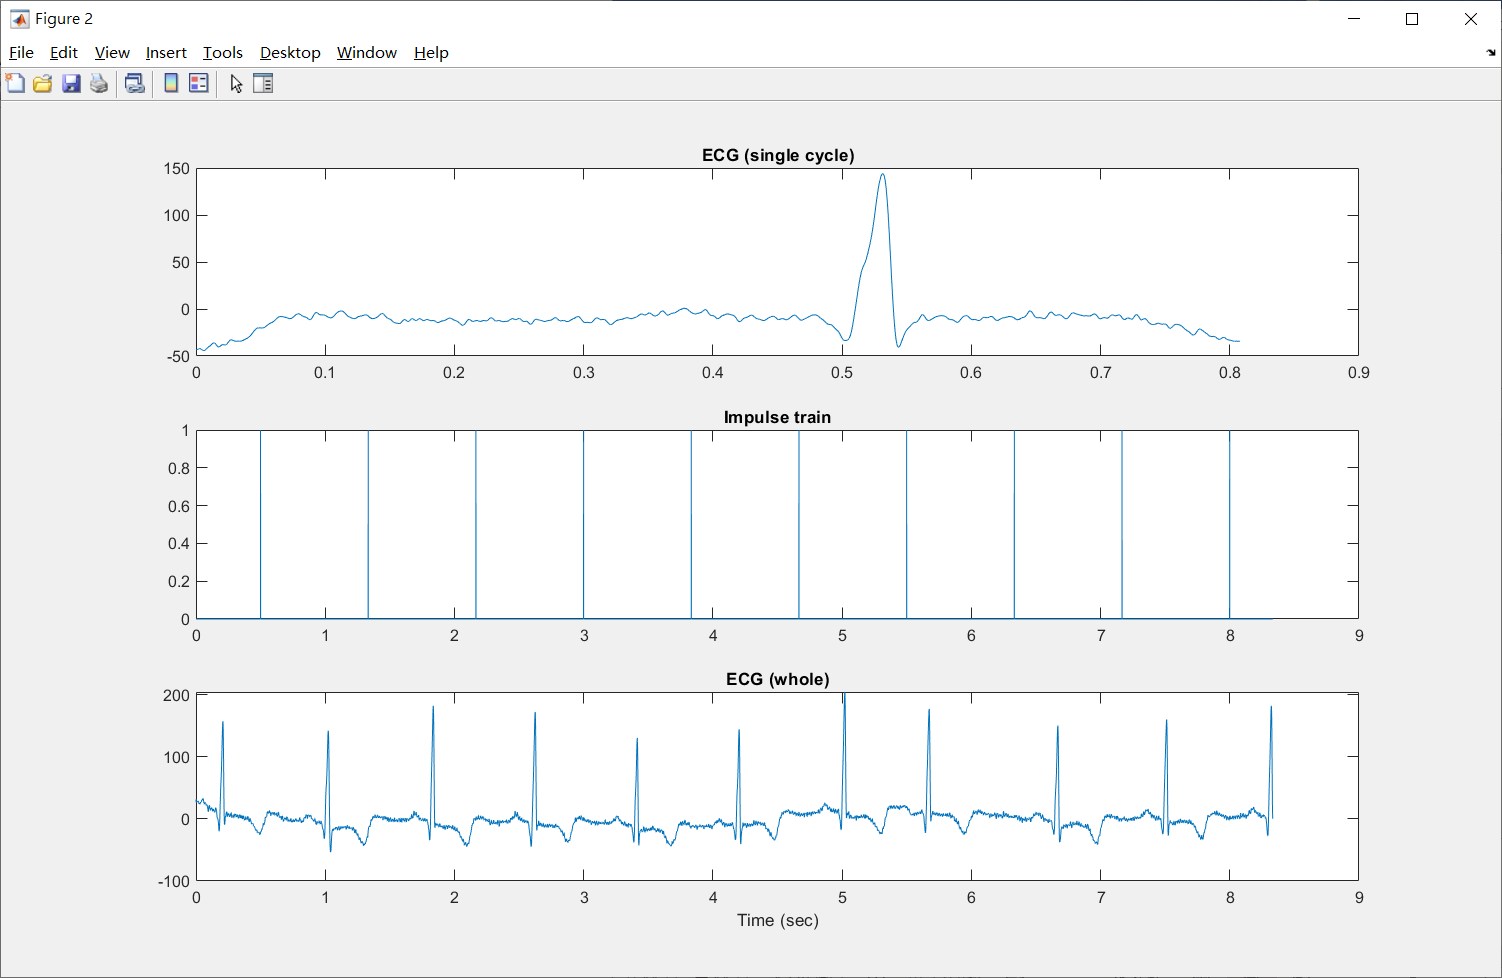 Figure 2
File Edit View Insert Tools Desktop Window Help
ECG (single cycle)
150
100
50
0
-50
0 0.1 0.2 0.3 0.4 0.5 0.6 0.7 0.8 0.9
Impulse train
1
0.8
0.6
0.4
0.2
0
0 1 2 3 4 5 6 7 8 9
ECG (whole)
200
100
0
-100
0 1 2 3 4 5 6 7 8 9
Time (sec)